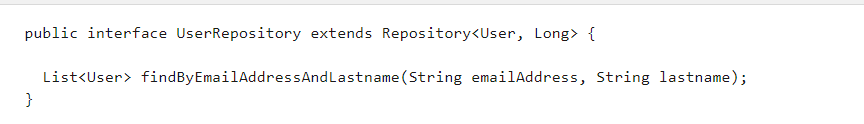 public interface UserRepository extends Repository<User, Long> {
List<User> findByEmailAddressAndLastname(String emailAddress, String lastname);
}